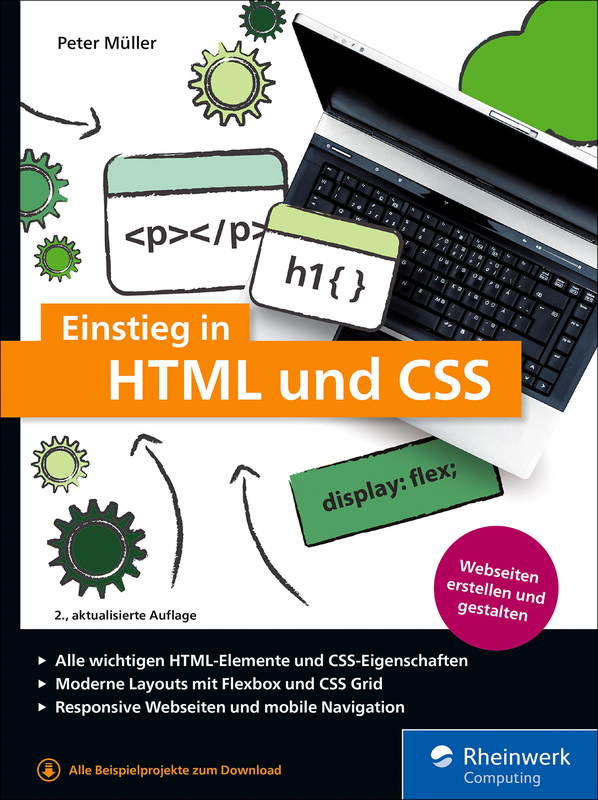 Peter Müller
<p></p>
h1{}
Einstieg in
HTML und CSS
display: flex;
Webseiten
erstellen und
gestalten
2., aktualisierte Auflage
Alle wichtigen HTML-Elemente und CSS-Eigenschaften
Moderne Layouts mit Flexbox und CSS Grid
Responsive Webseiten und mobile Navigation
Alle Beispielprojekte zum Download
Rheinwerk
Computing